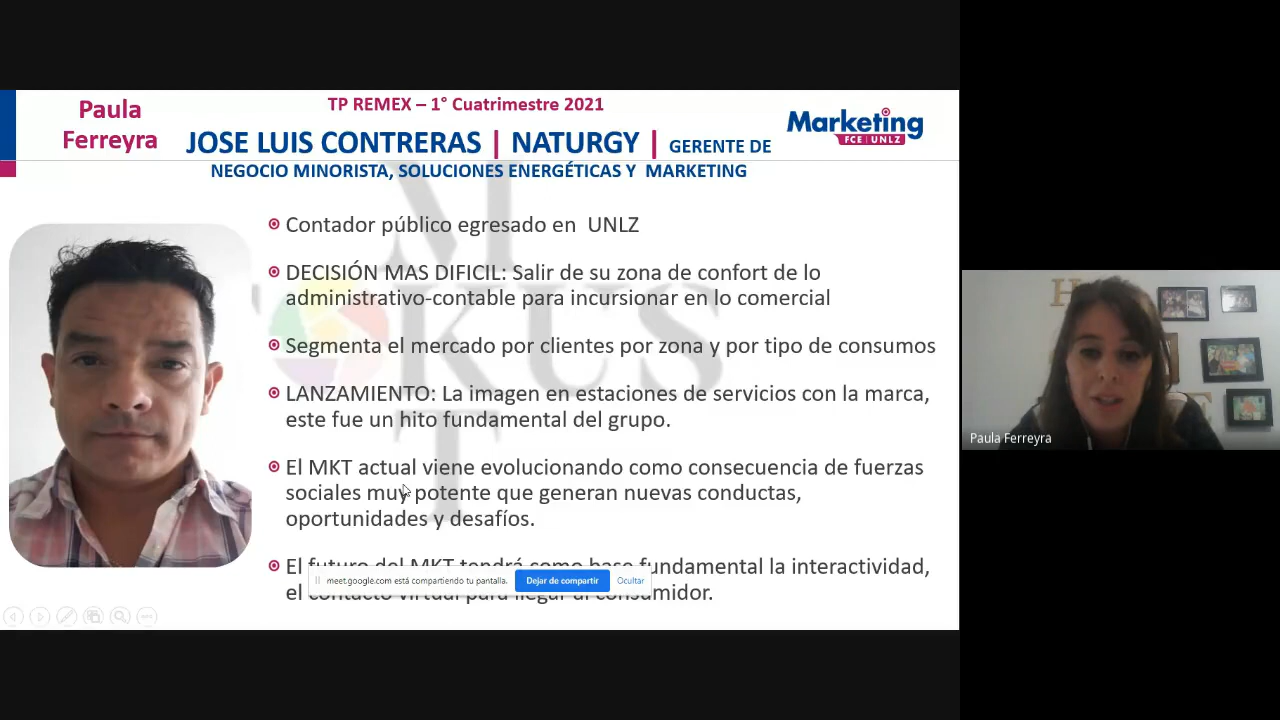 Paula
Ferreyra
TP REMEX – 1° Cuatrimestre 2021
JOSE LUIS CONTRERAS | NATURGY | GERENTE DE
NEGOCIO MINORISTA, SOLUCIONES ENERGÉTICAS Y MARKETING
Marketing
FCE | UNLZ
Contador público egresado en UNLZ
DECISIÓN MAS DIFICIL: Salir de su zona de confort de lo
administrativo-contable para incursionar en lo comercial
Segmenta el mercado por clientes por zona y por tipo de consumos
LANZAMIENTO: La imagen en estaciones de servicios con la marca,
este fue un hito fundamental del grupo.
El MKT actual viene evolucionando como consecuencia de fuerzas
sociales muy potente que generan nuevas conductas,
oportunidades y desafíos.
El futuro del MKT tendrá como base fundamental la interactividad,
el contacto virtual para llegar al consumidor.
meet.google.com está compartiendo tu pantalla.
Dejar de compartir
Ocultar
Paula Ferreyra